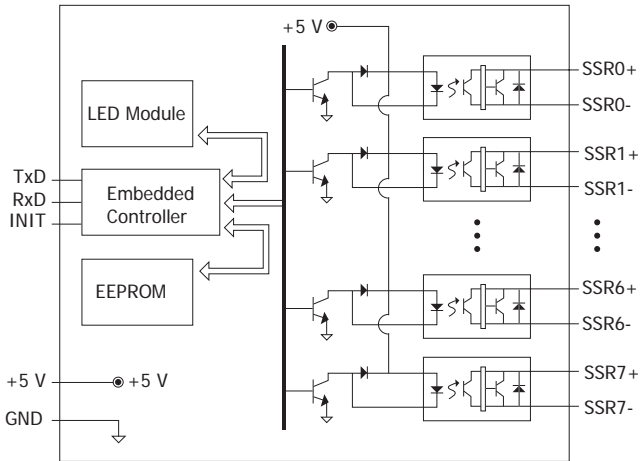 +5 V
SSR0+
LED Module
SSR0-
SSR1+
TxD
Embedded
Controller
RxD
SSR1-
INIT
EEPROM
SSR6+
SSR6-
+5 V
+5 V
SSR7+
GND
SSR7-